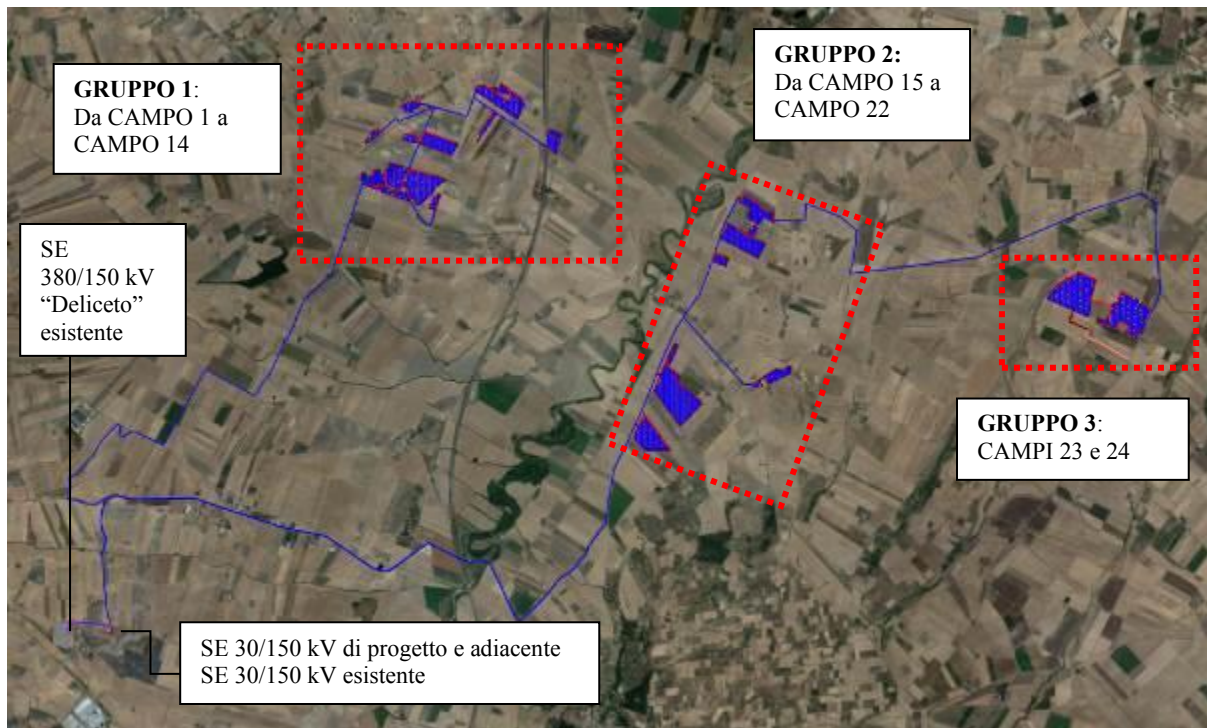 GRUPPO 1:
Da CAMPO 1 a
CAMPO 14
GRUPPO 2:
Da CAMPO 15 a
CAMPO 22
SE
380/150 kV
“Deliceto”
esistente
GRUPPO 3:
CAMPI 23 e 24
SE 30/150 kV di progetto e adiacente
SE 30/150 kV esistente